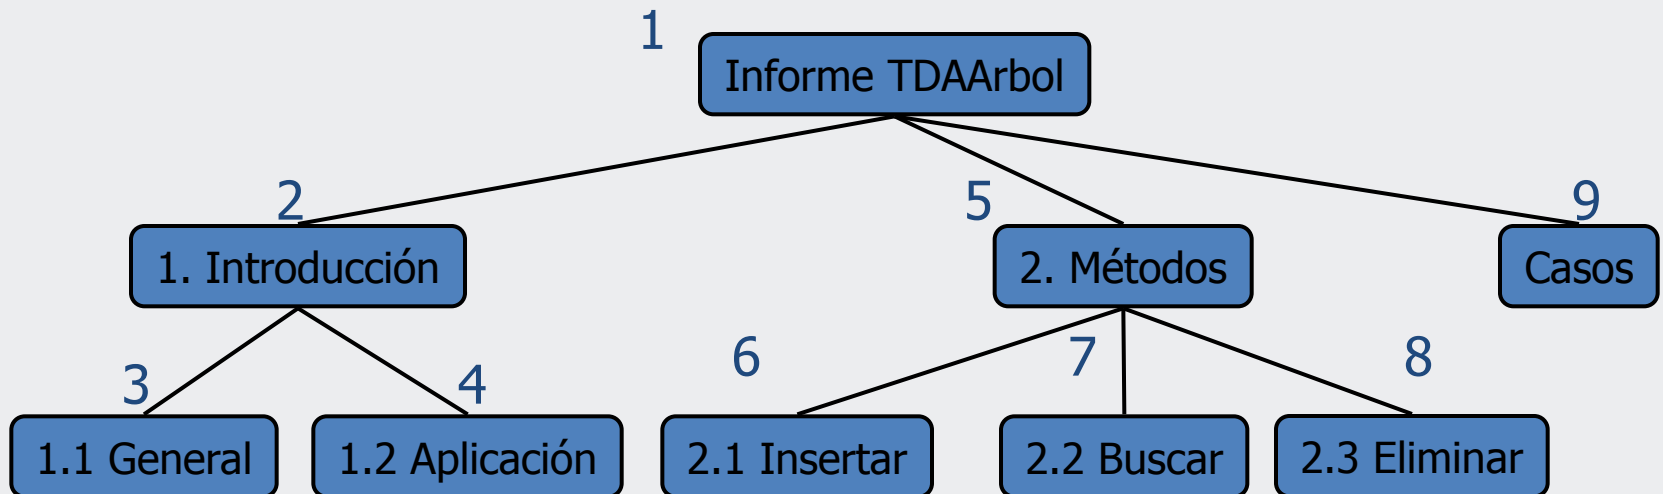 1
Informe TDAArbol
2
5
9
1. Introducción
2. Métodos
Casos
3
4
6
7
8
1.1 General
1.2 Aplicación
2.1 Insertar
2.2 Buscar
2.3 Eliminar